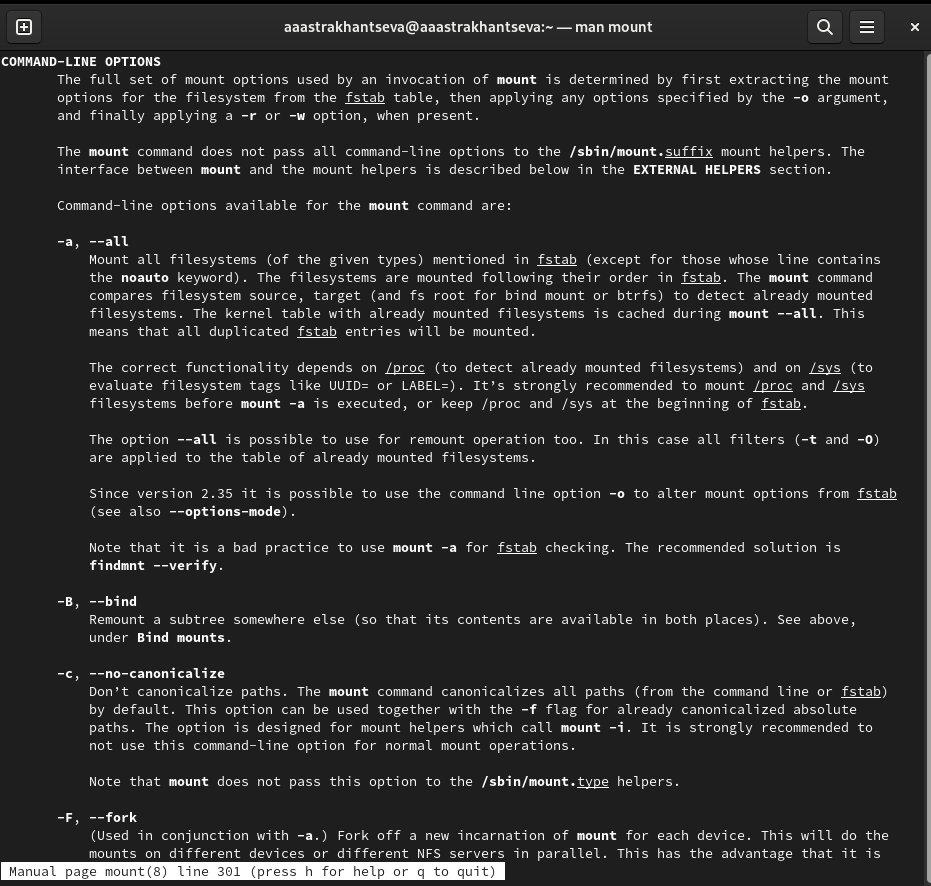 aaastrakhantseva@aaastrakhantseva:~ — man mount
COMMAND-LINE OPTIONS
The full set of mount options used by an invocation of mount is determined by first extracting the mount
options for the filesystem from the fstab table, then applying any options specified by the -o argument,
and finally applying a -r or -w option, when present.
The mount command does not pass all command-line options to the /sbin/mount.suffix mount helpers. The
interface between mount and the mount helpers is described below in the EXTERNAL HELPERS section.
Command-line options available for the mount command are:
-a, --all
Mount all filesystems (of the given types) mentioned in fstab (except for those whose line contains
the noauto keyword). The filesystems are mounted following their order in fstab. The mount command
compares filesystem source, target (and fs root for bind mount or btrfs) to detect already mounted
filesystems. The kernel table with already mounted filesystems is cached during mount --all. This
means that all duplicated fstab entries will be mounted.
The correct functionality depends on /proc (to detect already mounted filesystems) and on /sys (to
evaluate filesystem tags like UUID= or LABEL=). It’s strongly recommended to mount /proc and /sys
filesystems before mount -a is executed, or keep /proc and /sys at the beginning of fstab.
The option --all is possible to use for remount operation too. In this case all filters (-t and -O)
are applied to the table of already mounted filesystems.
Since version 2.35 it is possible to use the command line option -o to alter mount options from fstab
(see also --options-mode).
Note that it is a bad practice to use mount -a for fstab checking. The recommended solution is
findmnt --verify.
-B, --bind
Remount a subtree somewhere else (so that its contents are available in both places). See above,
under Bind mounts.
-c, --no-canonicalize
Don’t canonicalize paths. The mount command canonicalizes all paths (from the command line or fstab)
by default. This option can be used together with the -f flag for already canonicalized absolute
paths. The option is designed for mount helpers which call mount -i. It is strongly recommended to
not use this command-line option for normal mount operations.
Note that mount does not pass this option to the /sbin/mount.type helpers.
-F, --fork
(Used in conjunction with -a.) Fork off a new incarnation of mount for each device. This will do the
mounts on different devices or different NFS servers in parallel. This has the advantage that it is
Manual page mount(8) line 301 (press h for help or q to quit)